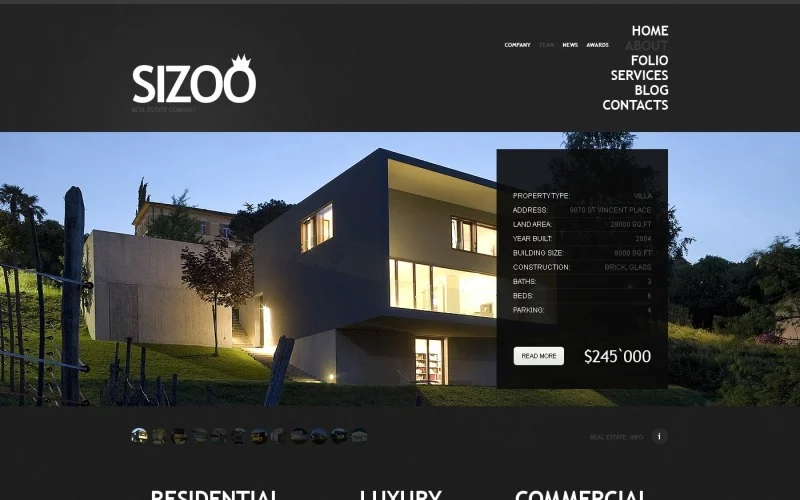 HOME
COMPANY TEAM NEWS AWARDS ABOUT
FOLIO
SERVICES
BLOG
CONTACTS
SIZOO
REAL ESTATE COMPANY
PROPERTY TYPE: VILLA
ADDRESS: 9870 ST VINCENT PLACE
LAND AREA: 29000 SQ.FT
YEAR BUILT: 2004
BUILDING SIZE: 8000 SQ.FT
CONSTRUCTION: BRICK, GLASS
BATHS: 3
BEDS: 6
PARKING: 4
READ MORE $245`000
REAL ESTATE INFO i
RESIDENTIAL LUXURY COMMERCIAL